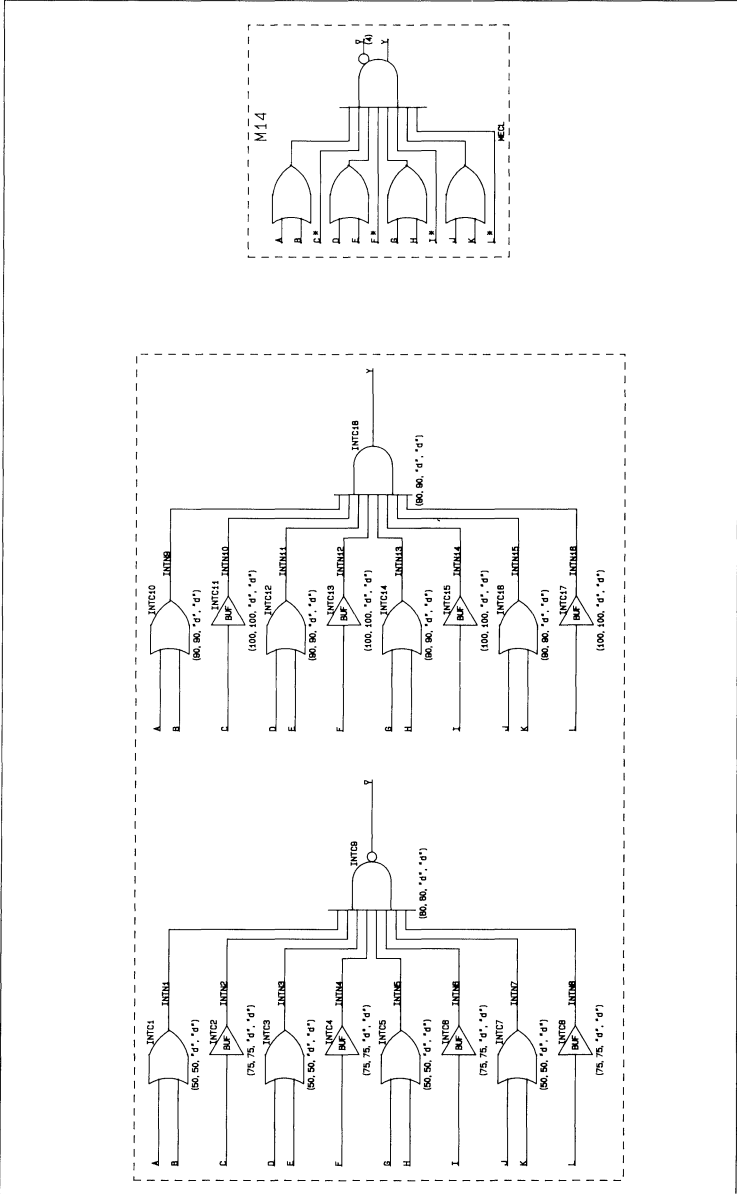 M14
Y
(4)
Y
A
B
C*
D
E
F*
G
H
I*
J
K
L*
MECL
A
B
INTC10
(90, 90, "d", "d")
INTN9
C
INTC11
BUF
(100, 100, "d", "d")
INTN10
D
E
INTC12
(90, 90, "d", "d")
INTN11
F
INTC13
BUF
(100, 100, "d", "d")
INTN12
G
H
INTC14
(90, 90, "d", "d")
INTN13
I
INTC15
BUF
(100, 100, "d", "d")
INTN14
J
K
INTC16
(90, 90, "d", "d")
INTN15
L
INTC17
BUF
(100, 100, "d", "d")
INTN16
INTC18
(90, 90, "d", "d")
Y
A
B
INTC1
(50, 50, "d", "d")
INTN1
C
INTC2
BUF
(75, 75, "d", "d")
INTN2
D
E
INTC3
(50, 50, "d", "d")
INTN3
F
INTC4
BUF
(75, 75, "d", "d")
INTN4
G
H
INTC5
(50, 50, "d", "d")
INTN5
I
INTC6
BUF
(75, 75, "d", "d")
INTN6
J
K
INTC7
(50, 50, "d", "d")
INTN7
L
INTC8
BUF
(75, 75, "d", "d")
INTN8
INTC9
(80, 80, "d", "d")